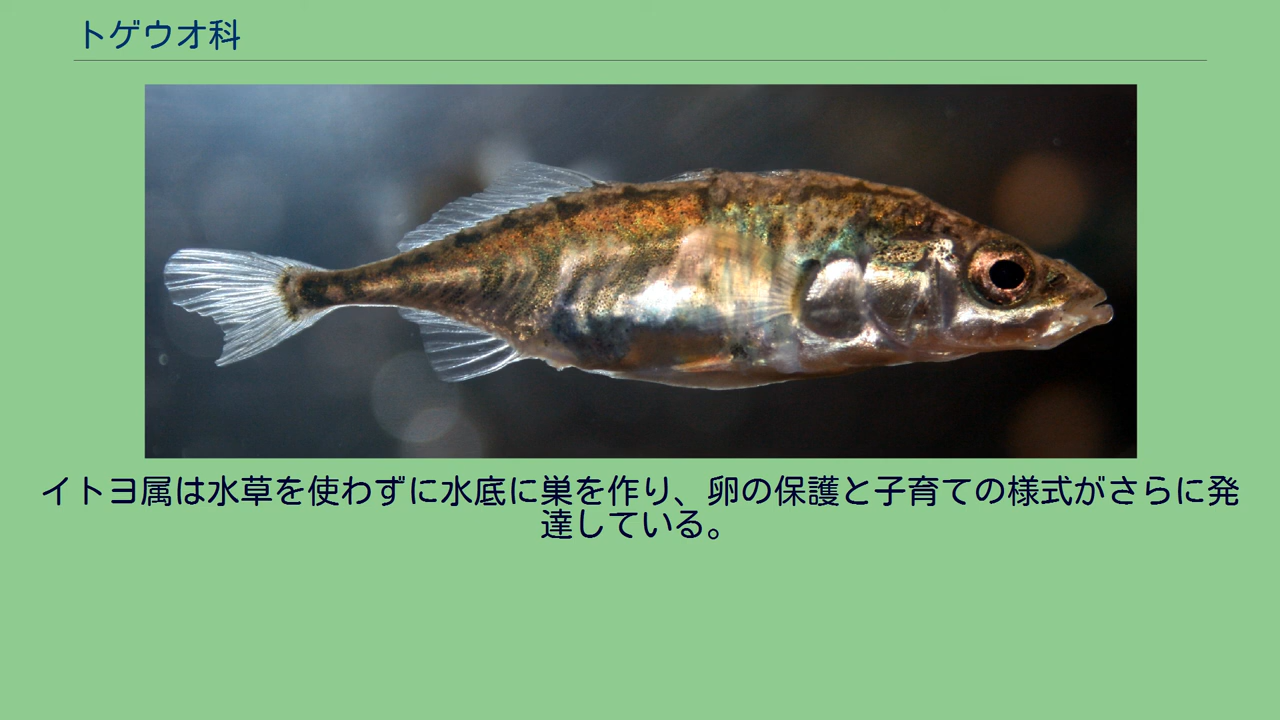 トゲウオ科
イトヨ属は水草を使わずに水底に巣を作り、卵の保護と子育ての様式がさらに発
達している。